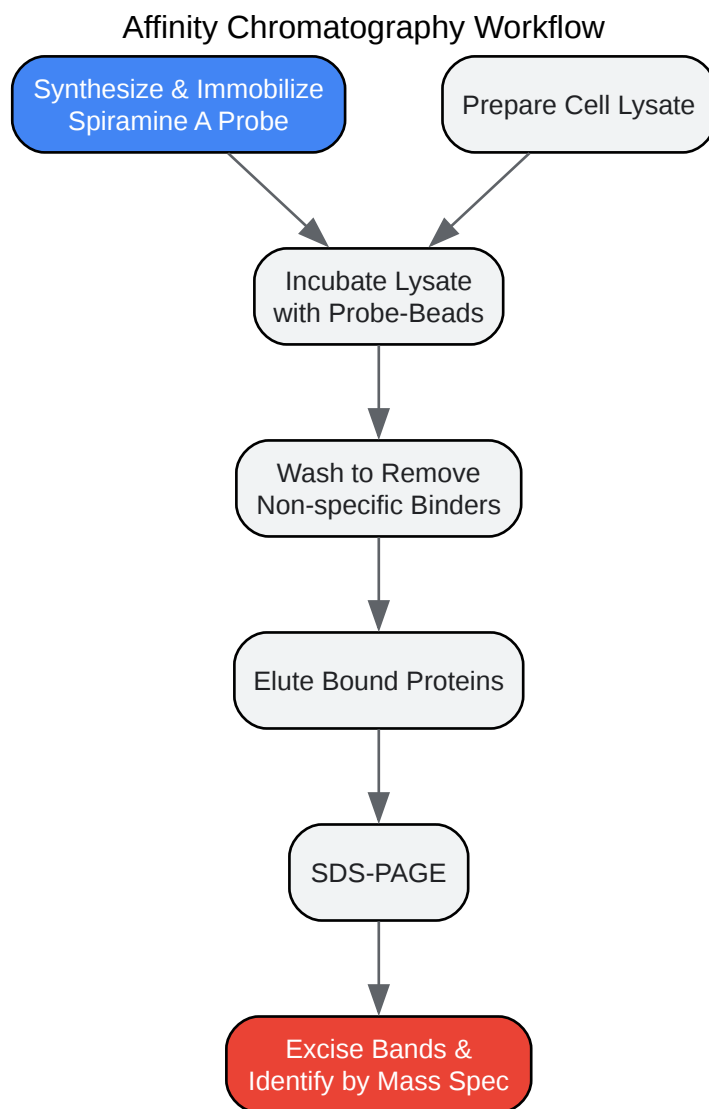 Affinity Chromatography Workflow
Synthesize & Immobilize
Spiramine A Probe
Prepare Cell Lysate
Incubate Lysate
with Probe-Beads
Wash to Remove
Non-specific Binders
Elute Bound Proteins
SDS-PAGE
Excise Bands &
Identify by Mass Spec